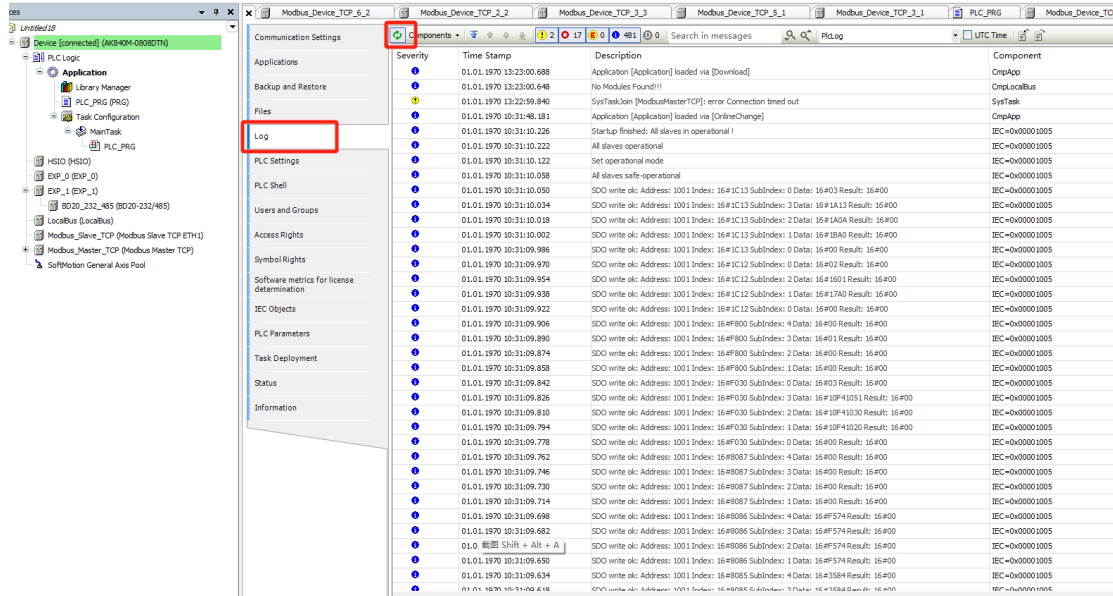 ces
Modbus_Device_TCP_6_2
Modbus_Device_TCP_2_2
Modbus_Device_TCP_3_3
Modbus_Device_TCP_5_1
Modbus_Device_TCP_3_1
PLC_PRG
Modbus_Device_TC
Untitled18
Device [connected] (AK840M-0808DTN)
PLC Logic
Application
Library Manager
PLC_PRG (PRG)
Task Configuration
MainTask
PLC_PRG
HSIO (HSIO)
EXP_0 (EXP_0)
EXP_1 (EXP_1)
BD20_232_485 (BD20-232/485)
LocalBus (LocalBus)
Modbus_Slave_TCP (Modbus Slave TCP ETH1)
Modbus_Master_TCP (Modbus Master TCP)
SoftMotion General Axis Pool
Communication Settings
Applications
Backup and Restore
Files
Log
PLC Settings
PLC Shell
Users and Groups
Access Rights
Symbol Rights
Software metrics for license
determination
IEC Objects
PLC Parameters
Task Deployment
Status
Information
Components 2 17 0 481 0 Search in messages PlcLog UTC Time
Severity Time Stamp Description Component
01.01.1970 13:23:00.688 Application [Application] loaded via [Download] CmpApp
01.01.1970 13:23:00.648 No Modules Found!!! CmpLocalBus
01.01.1970 13:22:59.840 SysTaskJoin [ModbusMasterTCP]: error Connection timed out SysTask
01.01.1970 10:31:48.181 Application [Application] loaded via [OnlineChange] CmpApp
01.01.1970 10:31:10.226 Startup finished: All slaves in operational ! IEC=0x00001005
01.01.1970 10:31:10.222 All slaves operational IEC=0x00001005
01.01.1970 10:31:10.122 Set operational mode IEC=0x00001005
01.01.1970 10:31:10.058 All slaves safe-operational IEC=0x00001005
01.01.1970 10:31:10.050 SDO write ok: Address: 1001 Index: 16#1C13 SubIndex: 0 Data: 16#03 Result: 16#00 IEC=0x00001005
01.01.1970 10:31:10.034 SDO write ok: Address: 1001 Index: 16#1C13 SubIndex: 3 Data: 16#1A13 Result: 16#00 IEC=0x00001005
01.01.1970 10:31:10.018 SDO write ok: Address: 1001 Index: 16#1C13 SubIndex: 2 Data: 16#1A0A Result: 16#00 IEC=0x00001005
01.01.1970 10:31:10.002 SDO write ok: Address: 1001 Index: 16#1C13 SubIndex: 1 Data: 16#1BA0 Result: 16#00 IEC=0x00001005
01.01.1970 10:31:09.986 SDO write ok: Address: 1001 Index: 16#1C13 SubIndex: 0 Data: 16#00 Result: 16#00 IEC=0x00001005
01.01.1970 10:31:09.970 SDO write ok: Address: 1001 Index: 16#1C12 SubIndex: 0 Data: 16#02 Result: 16#00 IEC=0x00001005
01.01.1970 10:31:09.954 SDO write ok: Address: 1001 Index: 16#1C12 SubIndex: 2 Data: 16#1601 Result: 16#00 IEC=0x00001005
01.01.1970 10:31:09.938 SDO write ok: Address: 1001 Index: 16#1C12 SubIndex: 1 Data: 16#17A0 Result: 16#00 IEC=0x00001005
01.01.1970 10:31:09.922 SDO write ok: Address: 1001 Index: 16#1C12 SubIndex: 0 Data: 16#00 Result: 16#00 IEC=0x00001005
01.01.1970 10:31:09.906 SDO write ok: Address: 1001 Index: 16#F800 SubIndex: 4 Data: 16#00 Result: 16#00 IEC=0x00001005
01.01.1970 10:31:09.890 SDO write ok: Address: 1001 Index: 16#F800 SubIndex: 3 Data: 16#01 Result: 16#00 IEC=0x00001005
01.01.1970 10:31:09.874 SDO write ok: Address: 1001 Index: 16#F800 SubIndex: 2 Data: 16#00 Result: 16#00 IEC=0x00001005
01.01.1970 10:31:09.858 SDO write ok: Address: 1001 Index: 16#F800 SubIndex: 1 Data: 16#00 Result: 16#00 IEC=0x00001005
01.01.1970 10:31:09.842 SDO write ok: Address: 1001 Index: 16#F030 SubIndex: 0 Data: 16#03 Result: 16#00 IEC=0x00001005
01.01.1970 10:31:09.826 SDO write ok: Address: 1001 Index: 16#F030 SubIndex: 3 Data: 16#10F41051 Result: 16#00 IEC=0x00001005
01.01.1970 10:31:09.810 SDO write ok: Address: 1001 Index: 16#F030 SubIndex: 2 Data: 16#10F41030 Result: 16#00 IEC=0x00001005
01.01.1970 10:31:09.794 SDO write ok: Address: 1001 Index: 16#F030 SubIndex: 1 Data: 16#10F41020 Result: 16#00 IEC=0x00001005
01.01.1970 10:31:09.778 SDO write ok: Address: 1001 Index: 16#F030 SubIndex: 0 Data: 16#00 Result: 16#00 IEC=0x00001005
01.01.1970 10:31:09.762 SDO write ok: Address: 1001 Index: 16#8087 SubIndex: 4 Data: 16#00 Result: 16#00 IEC=0x00001005
01.01.1970 10:31:09.746 SDO write ok: Address: 1001 Index: 16#8087 SubIndex: 3 Data: 16#00 Result: 16#00 IEC=0x00001005
01.01.1970 10:31:09.730 SDO write ok: Address: 1001 Index: 16#8087 SubIndex: 2 Data: 16#00 Result: 16#00 IEC=0x00001005
01.01.1970 10:31:09.714 SDO write ok: Address: 1001 Index: 16#8087 SubIndex: 1 Data: 16#00 Result: 16#00 IEC=0x00001005
01.01.1970 10:31:09.698 SDO write ok: Address: 1001 Index: 16#8086 SubIndex: 4 Data: 16#F574 Result: 16#00 IEC=0x00001005
01.01.1970 10:31:09.682 SDO write ok: Address: 1001 Index: 16#8086 SubIndex: 3 Data: 16#F574 Result: 16#00 IEC=0x00001005
01.0 截图 Shift + Alt + A SDO write ok: Address: 1001 Index: 16#8086 SubIndex: 2 Data: 16#F574 Result: 16#00 IEC=0x00001005
01.01.1970 10:31:09.650 SDO write ok: Address: 1001 Index: 16#8086 SubIndex: 1 Data: 16#F574 Result: 16#00 IEC=0x00001005
01.01.1970 10:31:09.634 SDO write ok: Address: 1001 Index: 16#8085 SubIndex: 4 Data: 16#3584 Result: 16#00 IEC=0x00001005
01.01.1970 10:31:09.618 SDO write ok: Address: 1001 Index: 16#8085 SubIndex: 3 Data: 16#3584 Result: 16#00 IEC=0x00001005